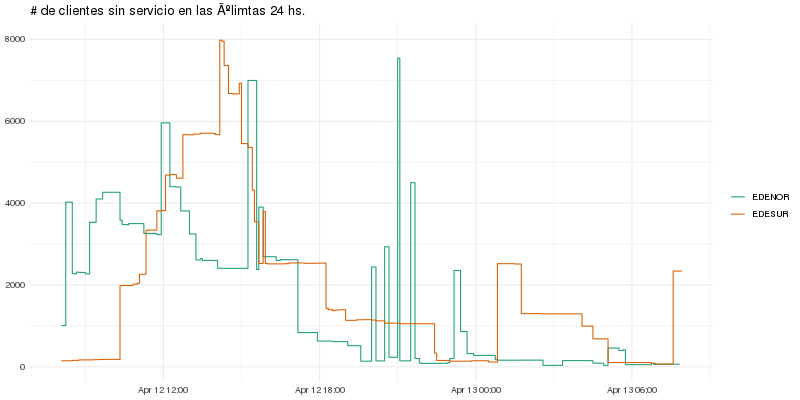 # de clientes sin servicio en las Ãºlimtas 24 hs.
8000
6000
4000
2000
0
Apr 12 12:00
Apr 12 18:00
Apr 13 00:00
Apr 13 06:00
EDENOR
EDESUR